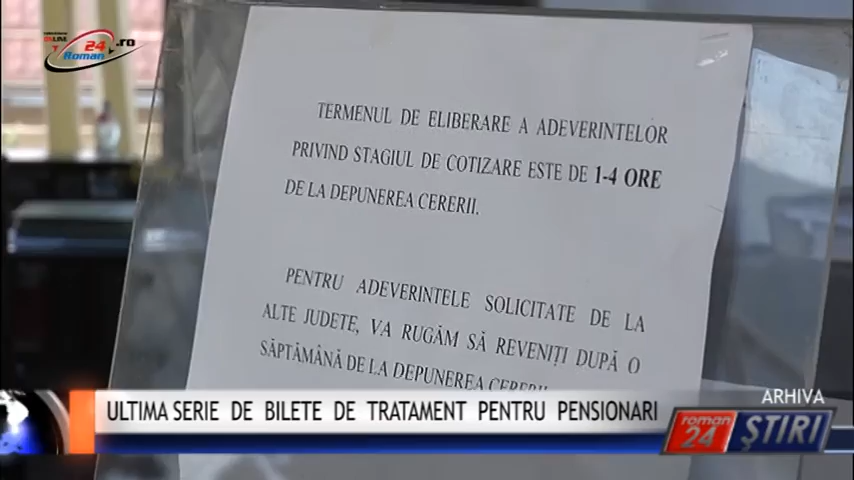 24
.ro
Roman
TERMENUL DE ELIBERARE A ADEVERINTELOR
PRIVIND STAGIUL DE COTIZARE ESTE DE 1-4 ORE
DE LA DEPUNEREA CERERII.
PENTRU ADEVERINTELE SOLICITATE DE LA
ALTE JUDETE, VA RUGĂM SĂ REVENIȚI DUPĂ O
SĂPTĂMÂNĂ DE LA DEPUNEREA CERERII
ULTIMA SERIE DE BILETE DE TRATAMENT PENTRU PENSIONARI
ARHIVA
roman
24 ȘTIRI